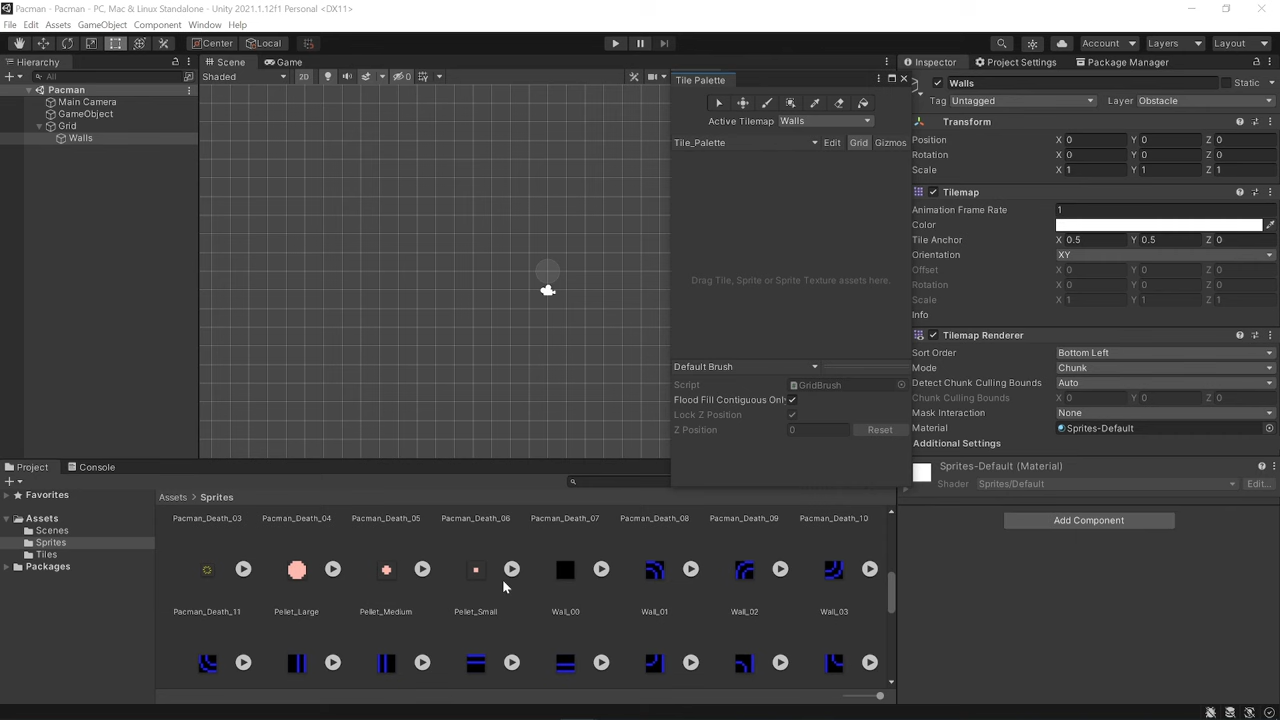 Pacman - Pacman - PC, Mac & Linux Standalone - Unity 2021.1.12f1 Personal <DX11>
File Edit Assets GameObject Component Window Help
Center Local Account Layers Layout
Hierarchy Scene Game Inspector Project Settings Package Manager
All Shaded 2D 0 Tile Palette Walls Static
Pacman Tag Untagged Layer Obstacle
Main Camera
GameObject Active Tilemap Walls Transform
Grid
Walls Tile_Palette Edit Grid Gizmos Position X 0 Y 0 Z 0
Rotation X 0 Y 0 Z 0
Scale X 1 Y 1 Z 1
Tilemap
Animation Frame Rate 1
Color
Tile Anchor X 0.5 Y 0.5 Z 0
Orientation XY
Offset X 0 Y 0 Z 0
Drag Tile, Sprite or Sprite Texture assets here. Rotation X 0 Y 0 Z 0
Scale X 1 Y 1 Z 1
Info
Tilemap Renderer
Sort Order Bottom Left
Default Brush Mode Chunk
Script GridBrush Detect Chunk Culling Bounds Auto
Flood Fill Contiguous Onl Chunk Culling Bounds X 0 Y 0 Z 0
Lock Z Position Mask Interaction None
Z Position 0 Reset Material Sprites-Default
Additional Settings
Project Console Sprites-Default (Material)
Shader Sprites/Default Edit...
Favorites Assets > Sprites
Assets Pacman_Death_03 Pacman_Death_04 Pacman_Death_05 Pacman_Death_06 Pacman_Death_07 Pacman_Death_08 Pacman_Death_09 Pacman_Death_10 Add Component
Scenes
Sprites
Tiles
Packages
Pacman_Death_11 Pellet_Large Pellet_Medium Pellet_Small Wall_00 Wall_01 Wall_02 Wall_03